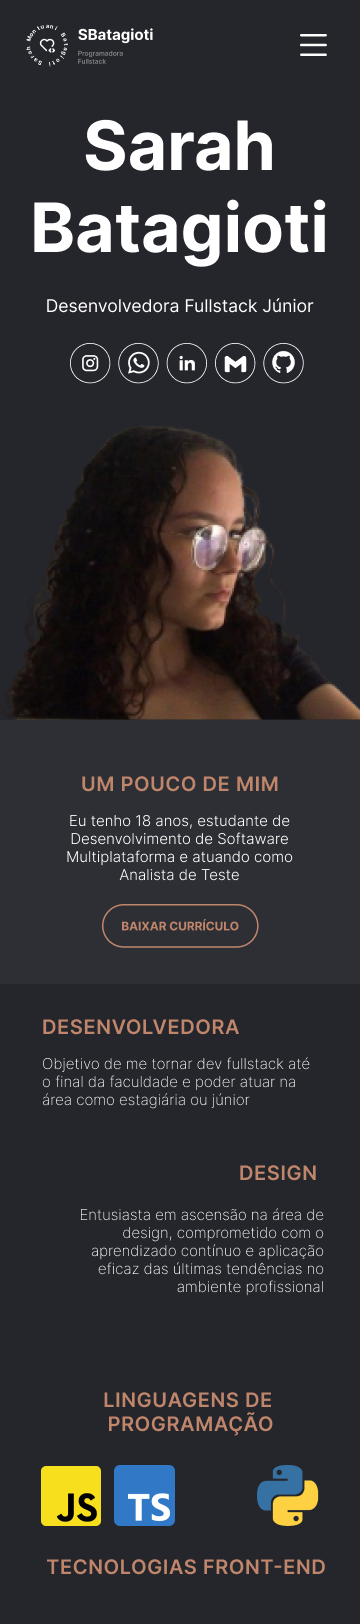 Sarah Montuani Batagioti
SBatagioti
Programadora
Fullstack
Sarah
Batagioti
Desenvolvedora Fullstack Júnior
in
UM POUCO DE MIM
Eu tenho 18 anos, estudante de
Desenvolvimento de Softaware
Multiplataforma e atuando como
Analista de Teste
BAIXAR CURRÍCULO
DESENVOLVEDORA
Objetivo de me tornar dev fullstack até
o final da faculdade e poder atuar na
área como estagiária ou júnior
DESIGN
Entusiasta em ascensão na área de
design, comprometido com o
aprendizado contínuo e aplicação
eficaz das últimas tendências no
ambiente profissional
LINGUAGENS DE
PROGRAMAÇÃO
JS TS
TECNOLOGIAS FRONT-END